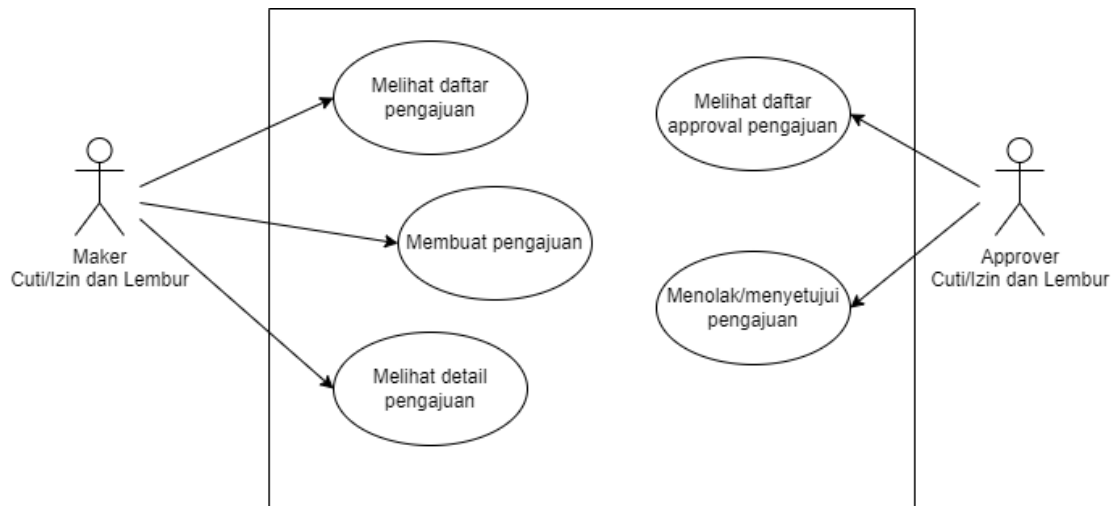 Melihat daftar
pengajuan
Melihat daftar
approval pengajuan
Maker
Cuti/Izin dan Lembur
Membuat pengajuan
Approver
Cuti/Izin dan Lembur
Menolak/menyetujui
pengajuan
Melihat detail
pengajuan